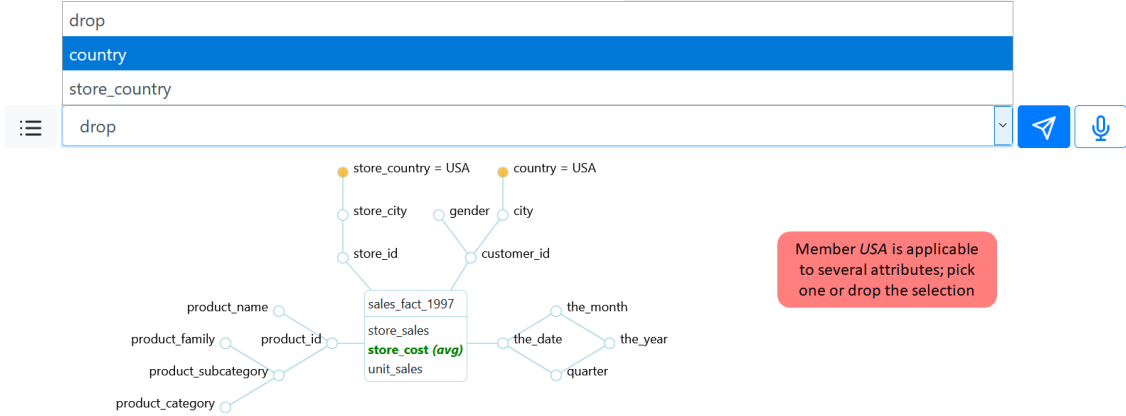 drop
country
store_country
drop
store_country = USA
country = USA
store_city
gender
city
store_id
customer_id
Member USA is applicable
to several attributes; pick
one or drop the selection
sales_fact_1997
store_sales
store_cost (avg)
unit_sales
product_name
product_family
product_id
product_subcategory
product_category
the_month
the_date
the_year
quarter